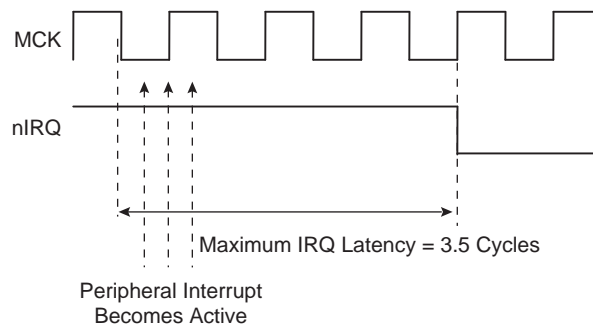 MCK
nIRQ
Maximum IRQ Latency = 3.5 Cycles
Peripheral Interrupt
Becomes Active